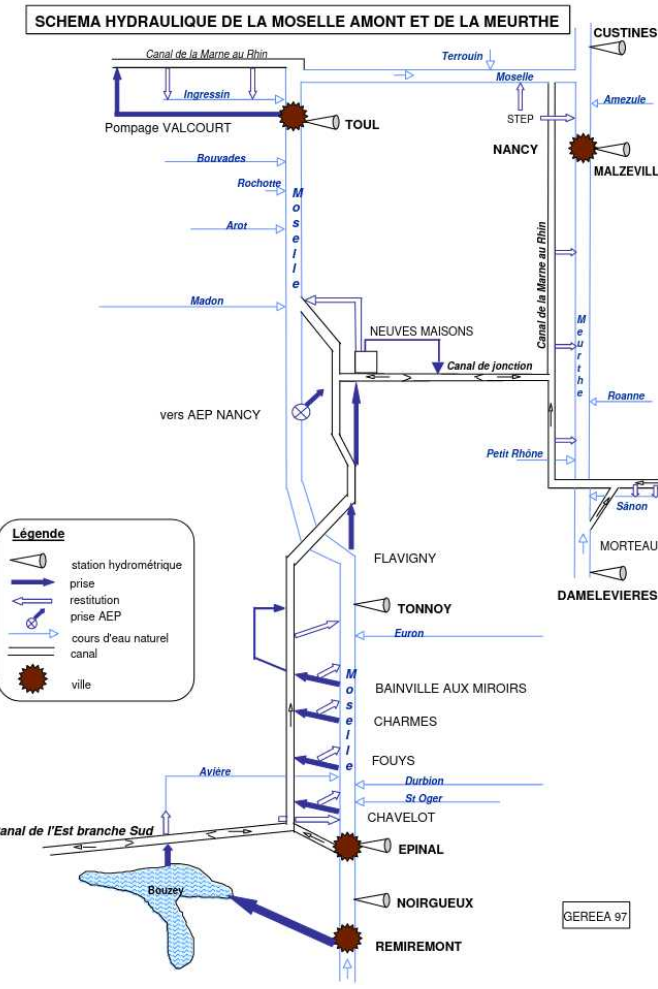 SCHEMA HYDRAULIQUE DE LA MOSELLE AMONT ET DE LA MEURTHE
CUSTINES
Canal de la Marne au Rhin
Terrouin
Moselle
Ingressin
Amezule
STEP
Pompage VALCOURT
TOUL
NANCY
MALZEVILL
Bouvades
Rochotte
Moselle
Arot
Canal de la Marne au Rhin
Madon
Meurthe
NEUVES MAISONS
Canal de jonction
Roanne
vers AEP NANCY
Petit Rhône
Sânon
Légende
station hydrométrique
prise
restitution
prise AEP
cours d'eau naturel
canal
ville
MORTEAU
FLAVIGNY
DAMELEVIERES
TONNOY
Euron
Moselle
BAINVILLE AUX MIROIRS
CHARMES
FOUYS
Avière
Durbion
St Oger
CHAVELOT
anal de l'Est branche Sud
EPINAL
Bouzey
NOIRGUEUX
GEREEA 97
REMIREMONT